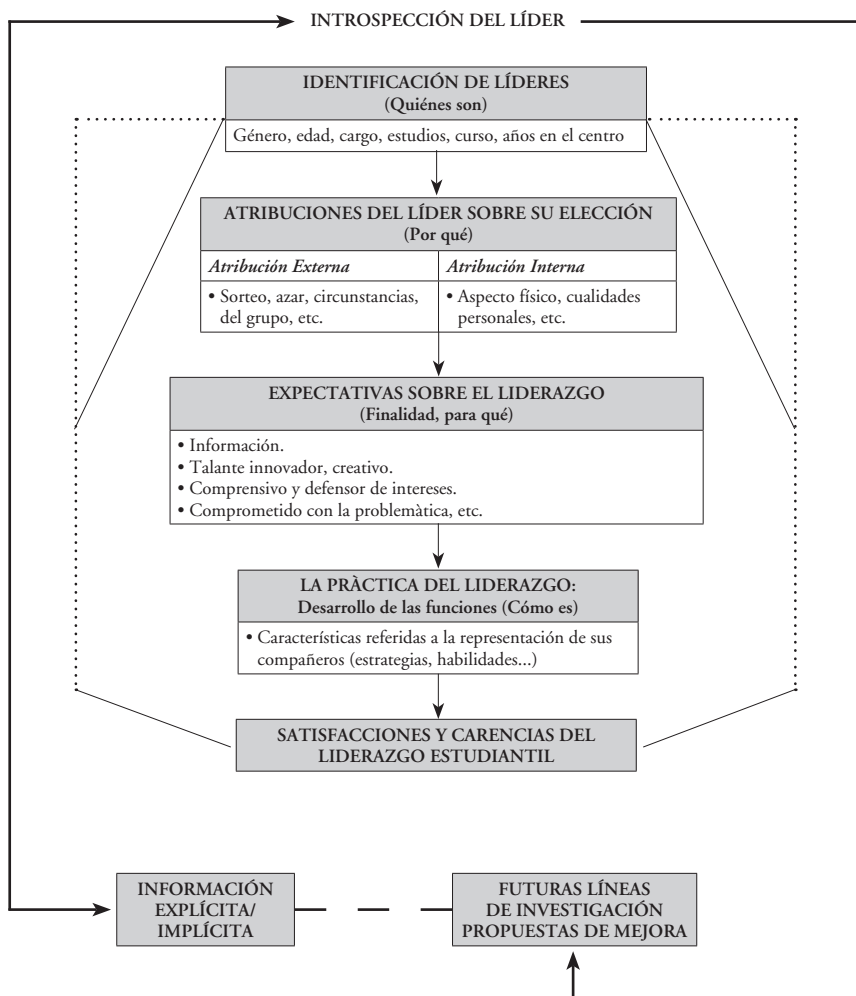 INTROSPECCIÓN DEL LÍDER
IDENTIFICACIÓN DE LÍDERES
(Quiénes son)
Género, edad, cargo, estudios, curso, años en el centro
ATRIBUCIONES DEL LÍDER SOBRE SU ELECCIÓN
(Por qué)
Atribución Externa
• Sorteo, azar, circunstancias,
del grupo, etc.
Atribución Interna
• Aspecto físico, cualidades
personales, etc.
EXPECTATIVAS SOBRE EL LIDERAZGO
(Finalidad, para qué)
• Información.
• Talante innovador, creativo.
• Comprensivo y defensor de intereses.
• Comprometido con la problemàtica, etc.
LA PRÀCTICA DEL LIDERAZGO:
Desarrollo de las funciones (Cómo es)
• Características referidas a la representación de sus
compañeros (estrategias, habilidades...)
SATISFACCIONES Y CARENCIAS DEL
LIDERAZGO ESTUDIANTIL
INFORMACIÓN
EXPLÍCITA/
IMPLÍCITA
FUTURAS LÍNEAS
DE INVESTIGACIÓN
PROPUESTAS DE MEJORA